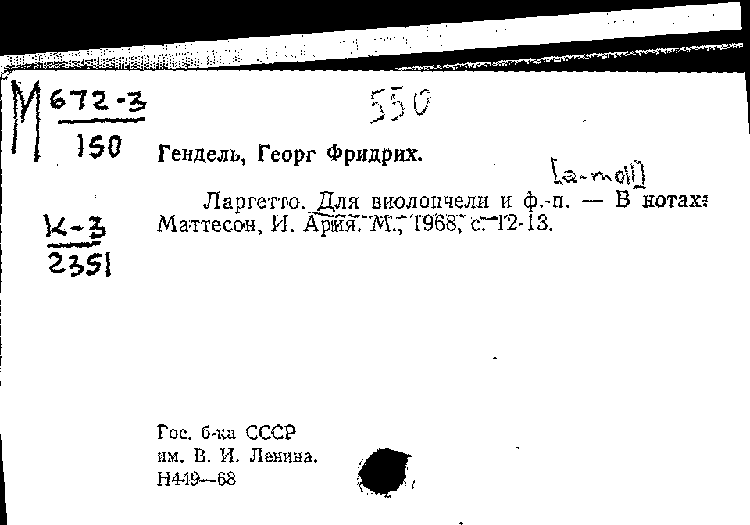 М 672-3
150
550
Гендель, Георг Фридрих.
[a-moll]
Ларгетто. Для виолончели и ф.-п. — В нотах:
Маттесон, И. Ария. М., 1968, с. 12-13.
К-3
2351
Гос. б-ка СССР
им. В. И. Ленина.
Н449—68